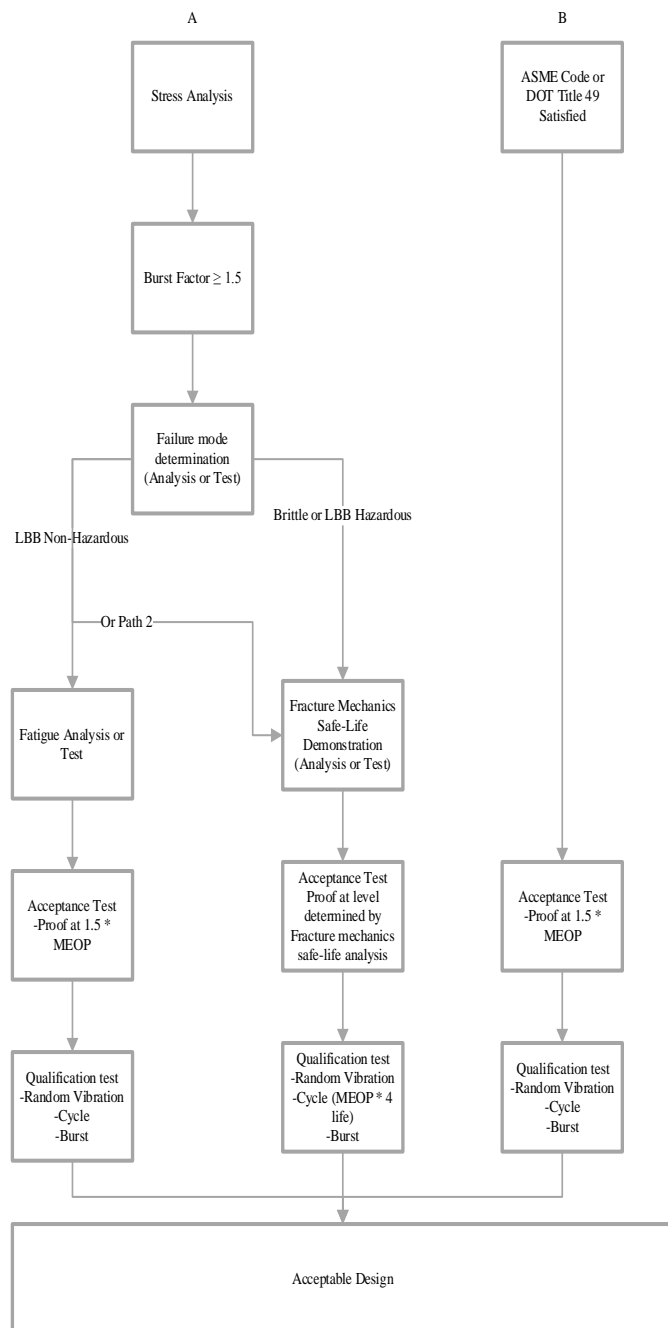 A
B
Stress Analysis
ASME Code or
DOT Title 49
Satisfied
Burst Factor ≥ 1.5
Failure mode
determination
(Analysis or Test)
LBB Non-Hazardous
Brittle or LBB Hazardous
Or Path 2
Fatigue Analysis or
Test
Fracture Mechanics
Safe-Life
Demonstration
(Analysis or Test)
Acceptance Test
-Proof at 1.5 *
MEOP
Acceptance Test
Proof at level
determined by
Fracture mechanics
safe-life analysis
Acceptance Test
-Proof at 1.5 *
MEOP
Qualification test
-Random Vibration
-Cycle
-Burst
Qualification test
-Random Vibration
-Cycle (MEOP * 4
life)
-Burst
Qualification test
-Random Vibration
-Cycle
-Burst
Acceptable Design